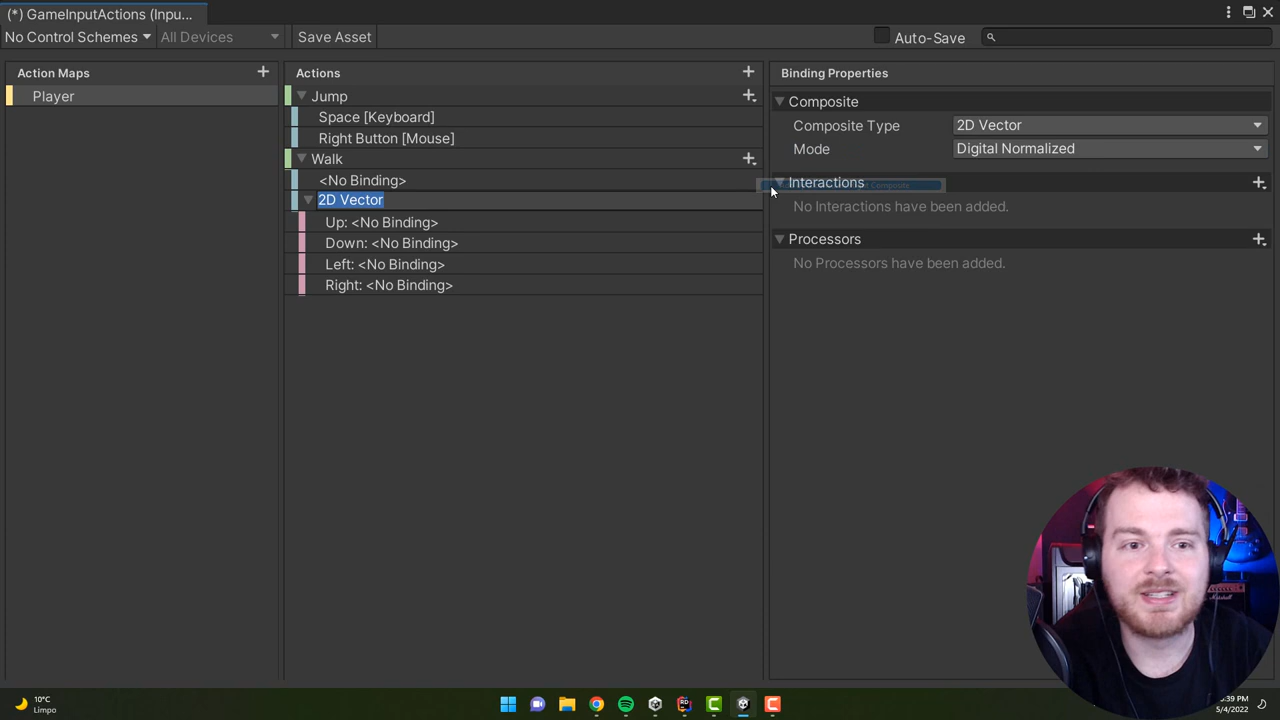 (*) GameInputActions (Inpu...
No Control Schemes
All Devices
Save Asset
Auto-Save
Action Maps
Actions
Binding Properties
Player
Jump
Space [Keyboard]
Right Button [Mouse]
Walk
<No Binding>
2D Vector
Up: <No Binding>
Down: <No Binding>
Left: <No Binding>
Right: <No Binding>
Composite
Composite Type
2D Vector
Mode
Digital Normalized
Interactions
No Interactions have been added.
Processors
No Processors have been added.
10°C
Limpo
:39 PM
5/4/2022